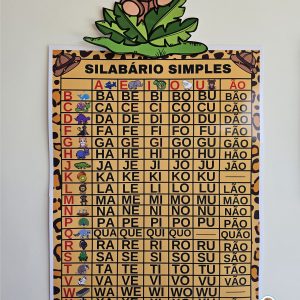 SILABÁRIO SIMPLES
A E I O U ÃO
B BA BE BI BO BU BÃO
C CA CE CI CO CU CÃO
D DA DE DI DO DU DÃO
F FA FE FI FO FU FÃO
G GA GE GI GO GU GÃO
H HA HE HI HO HU HÃO
J JA JE JI JO JU JÃO
K KA KE KI KO KU
L LA LE LI LO LU LÃO
M MA ME MI MO MU MÃO
N NA NE NI NO NU NÃO
P PA PE PI PO PU PÃO
Q QUA QUE QUI QUO QUÃO
R RA RE RI RO RU RÃO
S SA SE SI SO SU SÃO
T TA TE TI TO TU TÃO
V VA VE VI VO VU VÃO
W WA WE WI WO WU